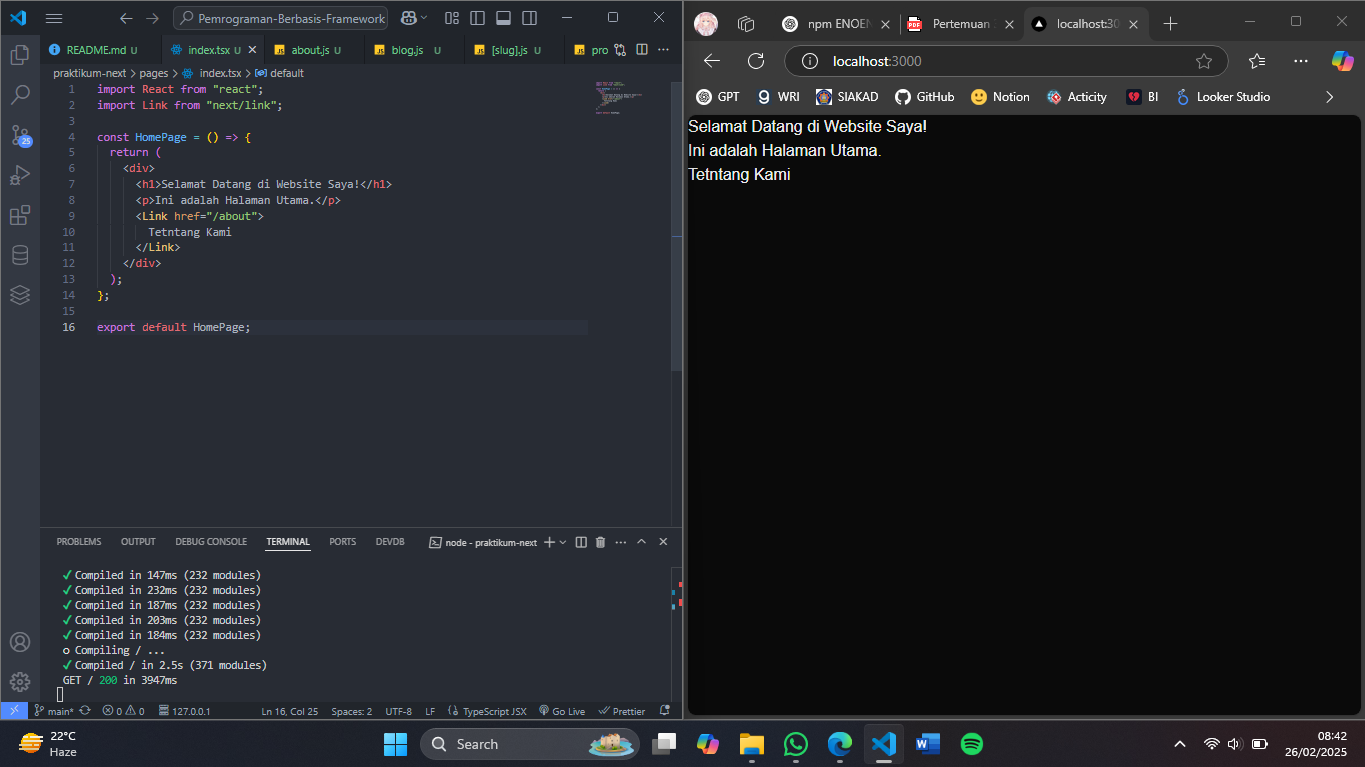 Pemrograman-Berbasis-Framework
README.md U
index.tsx U
about.js U
blog.js U
[slug].js U
pro
praktikum-next > pages > index.tsx > default
1 import React from "react";
2 import Link from "next/link";
3
4 const HomePage = () => {
5 return (
6 <div>
7 <h1>Selamat Datang di Website Saya!</h1>
8 <p>Ini adalah Halaman Utama.</p>
9 <Link href="/about">
10 Tetntang Kami
11 </Link>
12 </div>
13 );
14 };
15
16 export default HomePage;
25
PROBLEMS OUTPUT DEBUG CONSOLE TERMINAL PORTS DEVDB
node - praktikum-next
✓ Compiled in 147ms (232 modules)
✓ Compiled in 232ms (232 modules)
✓ Compiled in 187ms (232 modules)
✓ Compiled in 203ms (232 modules)
✓ Compiled in 184ms (232 modules)
○ Compiling / ...
✓ Compiled / in 2.5s (371 modules)
GET / 200 in 3947ms
main* 0 0 127.0.0.1 Ln 16, Col 25 Spaces: 2 UTF-8 LF TypeScript JSX Go Live Prettier
npm ENOEN
PDF Pertemuan
localhost:30
localhost:3000
GPT WRI SIAKAD GitHub Notion Acticity BI Looker Studio
Selamat Datang di Website Saya!
Ini adalah Halaman Utama.
Tetntang Kami
22°C
Haze
Search
08:42
26/02/2025